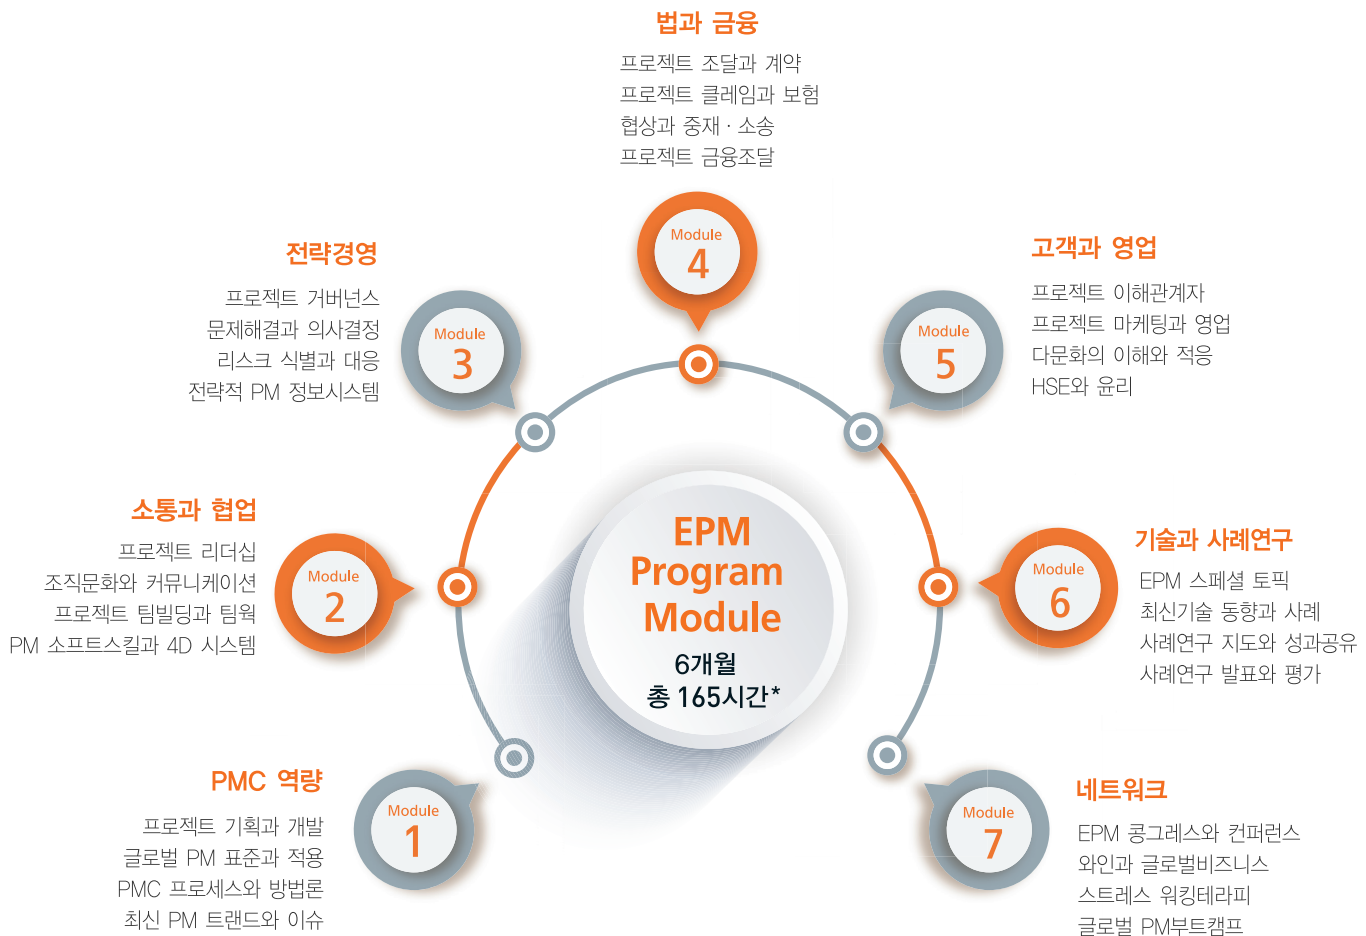 법과 금융
프로젝트 조달과 계약
프로젝트 클레임과 보험
협상과 중재 · 소송
프로젝트 금융조달
Module
4
전략경영
프로젝트 거버넌스
문제해결과 의사결정
리스크 식별과 대응
전략적 PM 정보시스템
Module
3
고객과 영업
프로젝트 이해관계자
프로젝트 마케팅과 영업
다문화의 이해와 적응
HSE와 윤리
Module
5
소통과 협업
프로젝트 리더십
조직문화와 커뮤니케이션
프로젝트 팀빌딩과 팀웍
PM 소프트스킬과 4D 시스템
Module
2
EPM
Program
Module
6개월
총 165시간*
기술과 사례연구
EPM 스페셜 토픽
최신기술 동향과 사례
사례연구 지도와 성과공유
사례연구 발표와 평가
Module
6
PMC 역량
프로젝트 기획과 개발
글로벌 PM 표준과 적용
PMC 프로세스와 방법론
최신 PM 트랜드와 이슈
Module
1
네트워크
EPM 콩그레스와 컨퍼런스
와인과 글로벌비즈니스
스트레스 워킹테라피
글로벌 PM부트캠프
Module
7